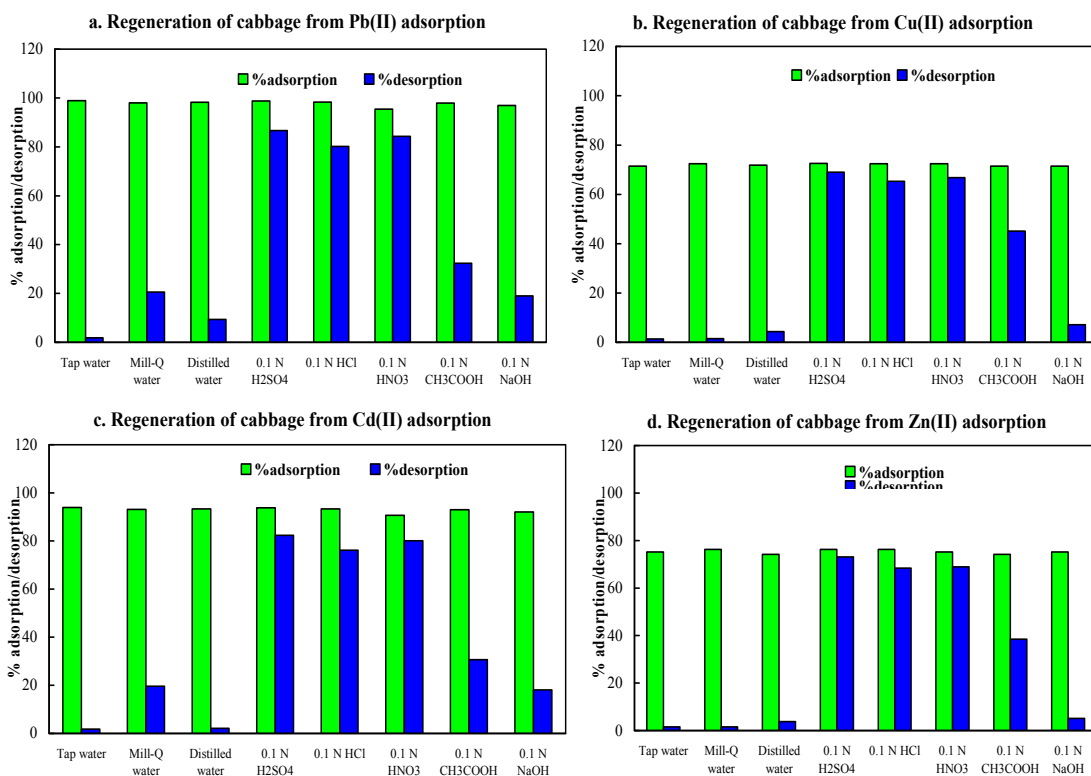 a. Regeneration of cabbage from Pb(II) adsorption
% adsorption/desorption
120
100
80
60
40
20
0
%adsorption %desorption
Tap water Mill-Q water Distilled water 0.1 N H2SO4 0.1 N HCl 0.1 N HNO3 0.1 N CH3COOH 0.1 N NaOH
b. Regeneration of cabbage from Cu(II) adsorption
% adsorption/desorption
120
100
80
60
40
20
0
%adsorption %desorption
Tap water Mill-Q water Distilled water 0.1 N H2SO4 0.1 N HCl 0.1 N HNO3 0.1 N CH3COOH 0.1 N NaOH
c. Regeneration of cabbage from Cd(II) adsorption
% adsorption/desorption
120
100
80
60
40
20
0
%adsorption %desorption
Tap water Mill-Q water Distilled water 0.1 N H2SO4 0.1 N HCl 0.1 N HNO3 0.1 N CH3COOH 0.1 N NaOH
d. Regeneration of cabbage from Zn(II) adsorption
% adsorption/desorption
120
100
80
60
40
20
0
%adsorption
%desorption
Tap water Mill-Q water Distilled water 0.1 N H2SO4 0.1 N HCl 0.1 N HNO3 0.1 N CH3COOH 0.1 N NaOH